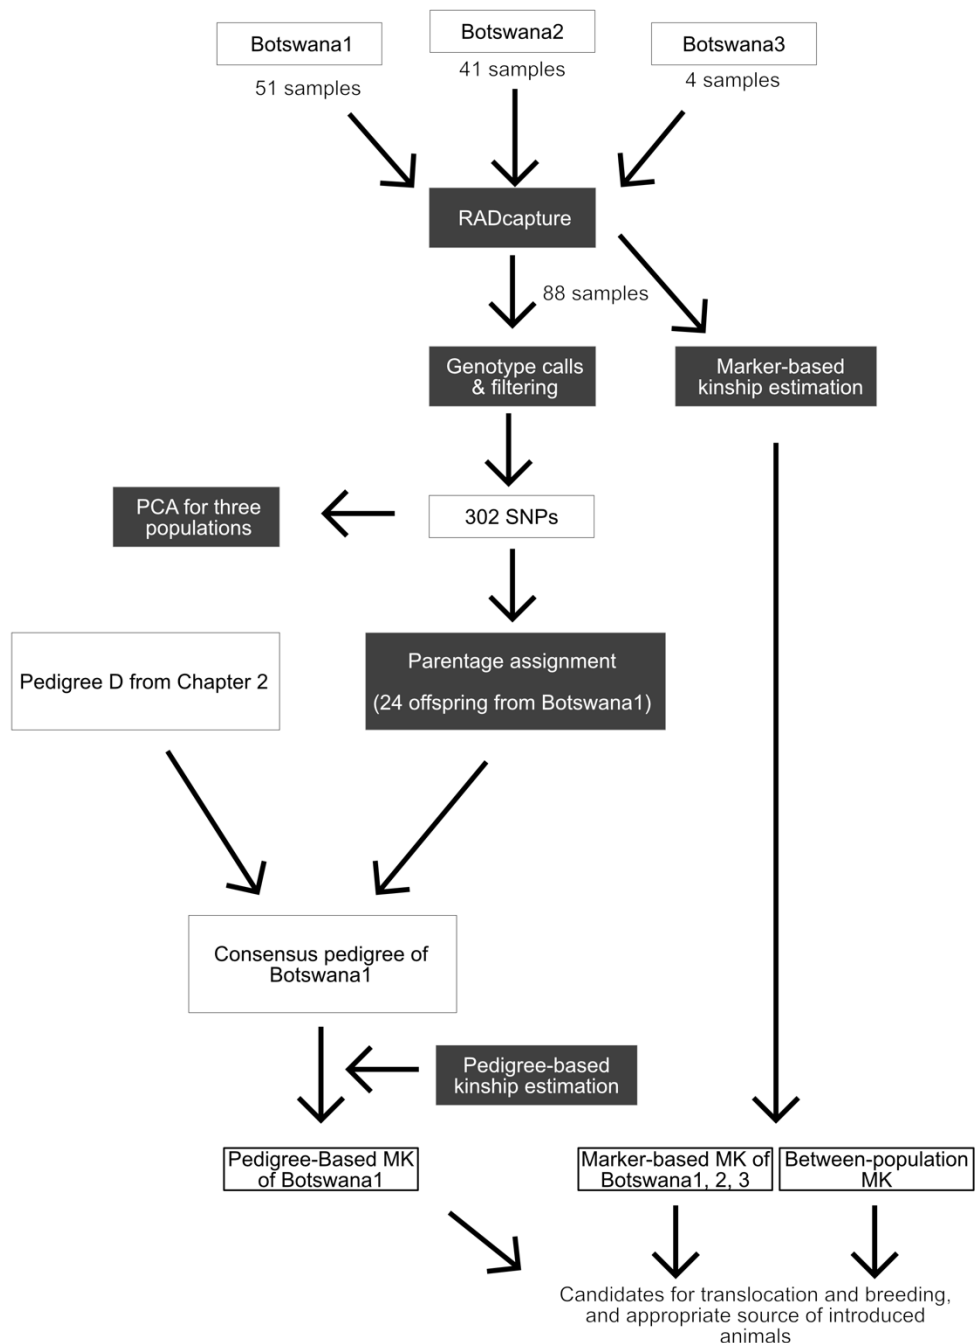 Botswana1
Botswana2
Botswana3
51 samples
41 samples
4 samples
RADcapture
88 samples
Genotype calls
& filtering
Marker-based
kinship estimation
PCA for three
populations
302 SNPs
Pedigree D from Chapter 2
Parentage assignment
(24 offspring from Botswana1)
Consensus pedigree of
Botswana1
Pedigree-based
kinship estimation
Pedigree-Based MK
of Botswana1
Marker-based MK of
Botswana1, 2, 3
Between-population
MK
Candidates for translocation and breeding,
and appropriate source of introduced
animals